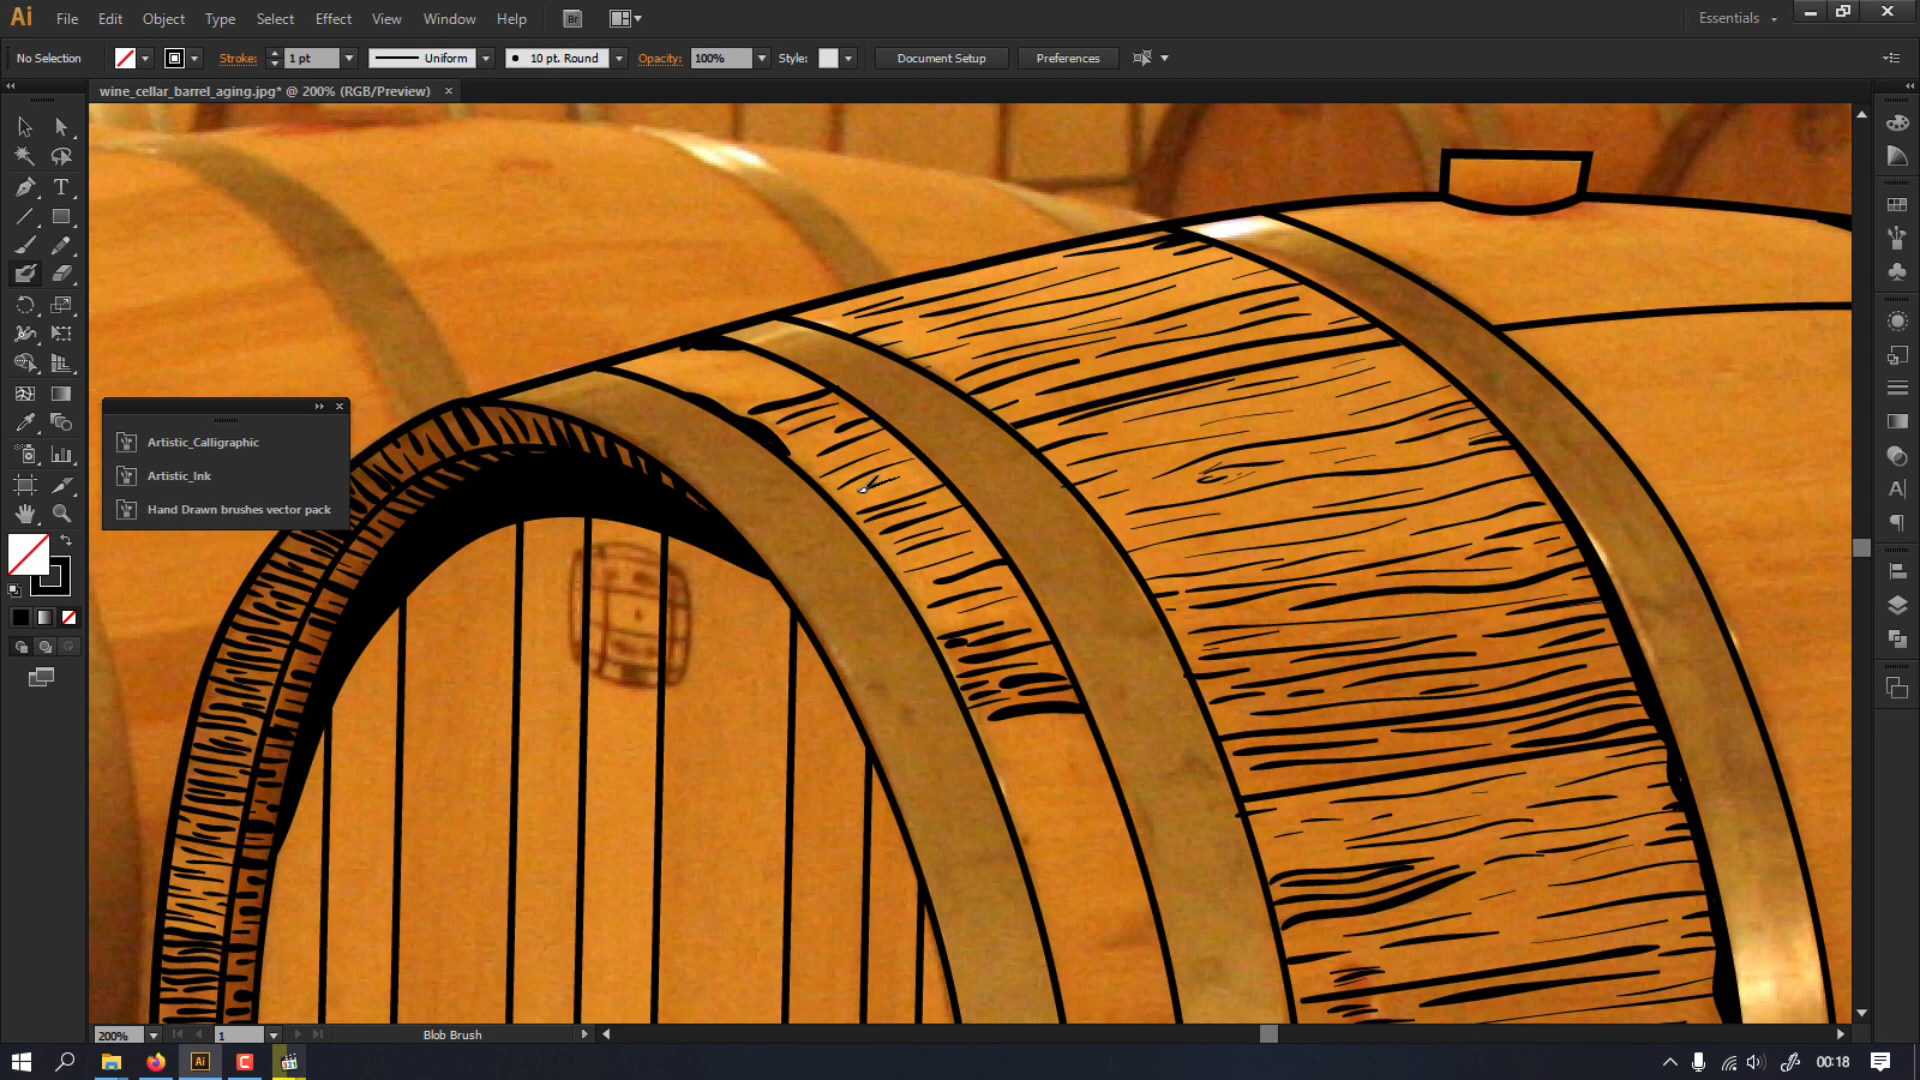 Ai File Edit Object Type Select Effect View Window Help Br Essentials
No Selection Stroke: 1 pt Uniform 10 pt. Round Opacity: 100% Style: Document Setup Preferences
wine_cellar_barrel_aging.jpg* @ 200% (RGB/Preview)
Artistic_Calligraphic
Artistic_Ink
Hand Drawn brushes vector pack
200% 1 Blob Brush
Ai C 321 00:18